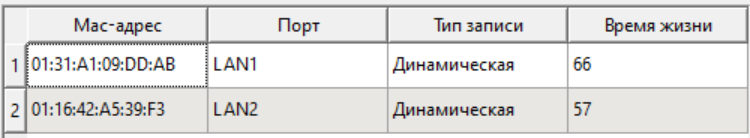 Мас-адрес Порт Тип записи Время жизни
1 01:31:A1:09:DD:AB LAN1 Динамическая 66
2 01:16:42:A5:39:F3 LAN2 Динамическая 57